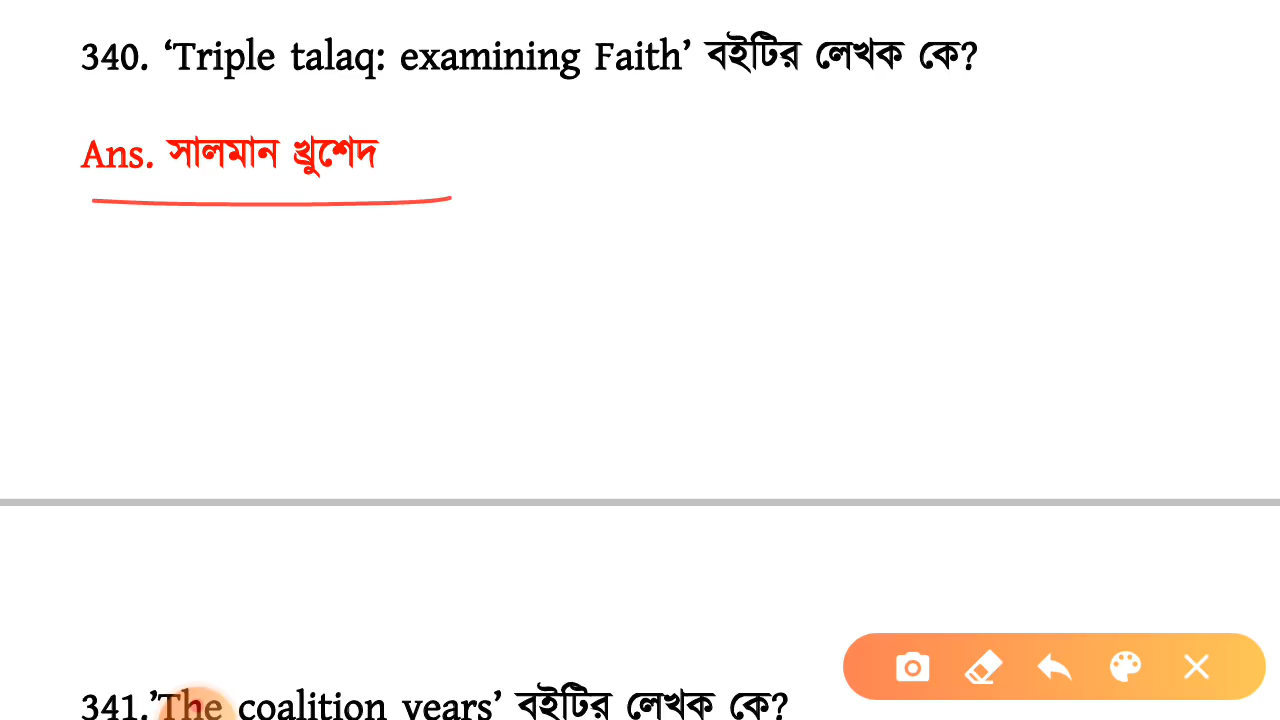 340. ‘Triple talaq: examining Faith’ বইটির লেখক কে?
Ans. সালমান খুশেদ
341.’The coalition years’ বইটির লেখক কে?